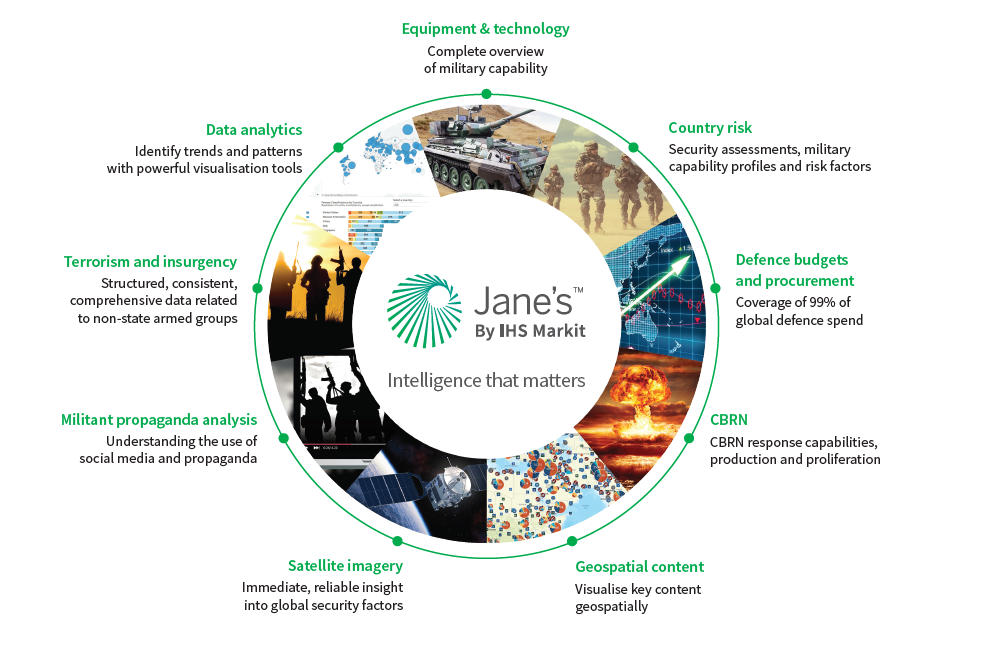 Equipment & technology
Complete overview
of military capability
Data analytics
Identify trends and patterns
with powerful visualisation tools
Country risk
Security assessments, military
capability profiles and risk factors
Terrorism and insurgency
Structured, consistent,
comprehensive data related
to non-state armed groups
Defence budgets
and procurement
Coverage of 99% of
global defence spend
Jane's™
By IHS Markit
Intelligence that matters
Militant propaganda analysis
Understanding the use of
social media and propaganda
CBRN
CBRN response capabilities,
production and proliferation
Satellite imagery
Immediate, reliable insight
into global security factors
Geospatial content
Visualise key content
geospatially